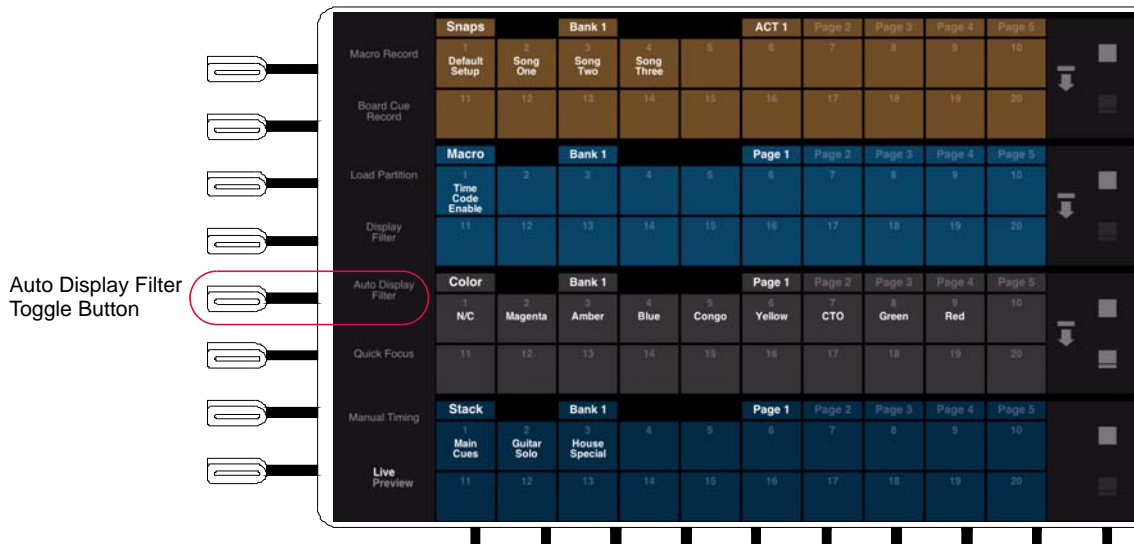 Auto Display Filter
Toggle Button
Macro Record
Board Cue
Record
Load Partition
Display
Filter
Auto Display
Filter
Quick Focus
Manual Timing
Live
Preview
Snaps Bank 1 ACT 1 Page 2 Page 3 Page 4 Page 5
1 2 3 4 5 6 7 8 9 10
Default Song Song Song
Setup One Two Three
11 12 13 14 15 16 17 18 19 20
Macro Bank 1 Page 1 Page 2 Page 3 Page 4 Page 5
1 2 3 4 5 6 7 8 9 10
Time
Code
Enable
11 12 13 14 15 16 17 18 19 20
Color Bank 1 Page 1 Page 2 Page 3 Page 4 Page 5
1 2 3 4 5 6 7 8 9 10
N/C Magenta Amber Blue Congo Yellow CTO Green Red
11 12 13 14 15 16 17 18 19 20
Stack Bank 1 Page 1 Page 2 Page 3 Page 4 Page 5
1 2 3 4 5 6 7 8 9 10
Main Guitar House
Cues Solo Special
11 12 13 14 15 16 17 18 19 20